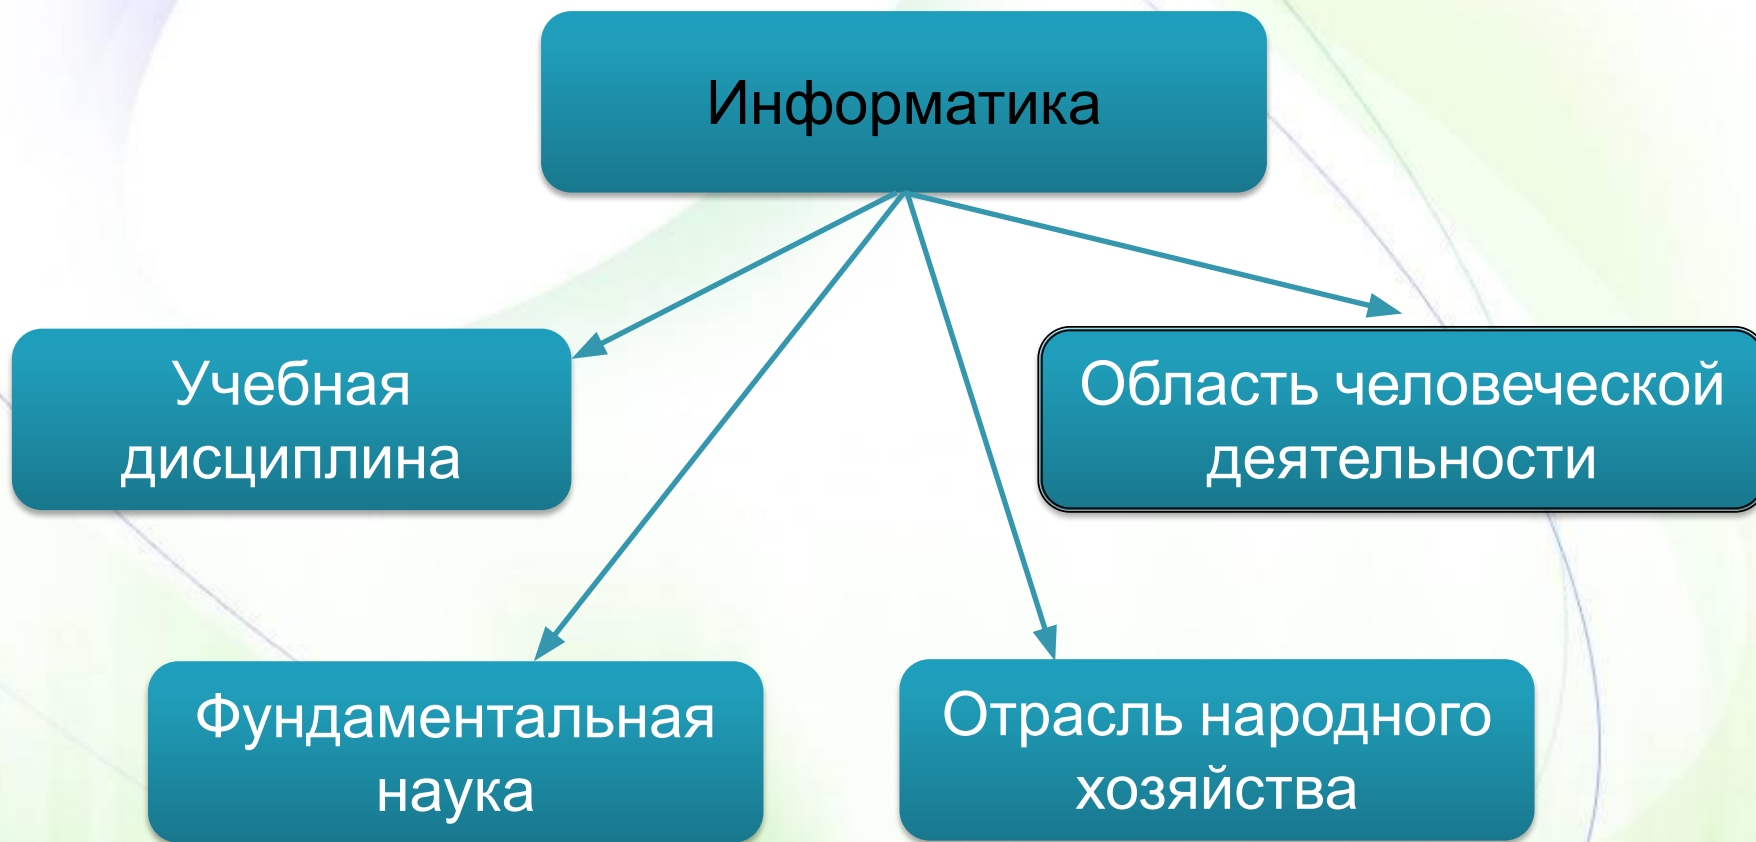 Информатика
Учебная
дисциплина
Область человеческой
деятельности
Фундаментальная
наука
Отрасль народного
хозяйства